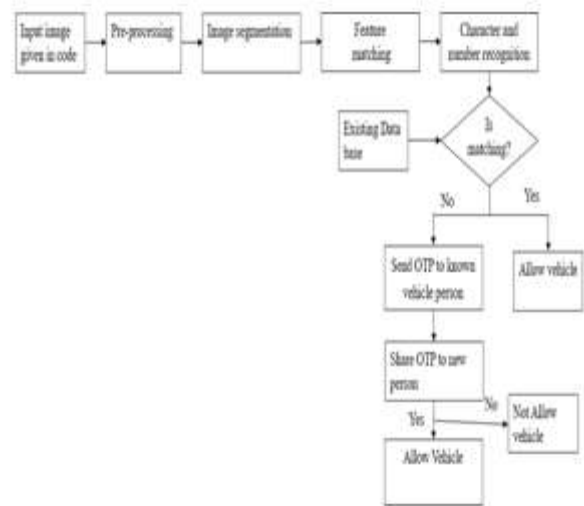 Input image
given in code
Pre-processing
Image segmentation
Feature
matching
Character and
number recognition
Existing Data
base
Is
matching?
No
Yes
Send OTP to known
vehicle person
Allow vehicle
Share OTP to new
person
No
Yes
Not Allow
vehicle
Allow Vehicle